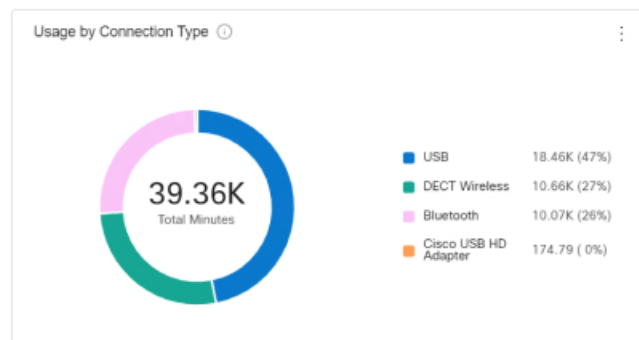 Usage by Connection Type
39.36K
Total Minutes
USB 18.46K (47%)
DECT Wireless 10.66K (27%)
Bluetooth 10.07K (26%)
Cisco USB HD
Adapter 174.79 ( 0%)